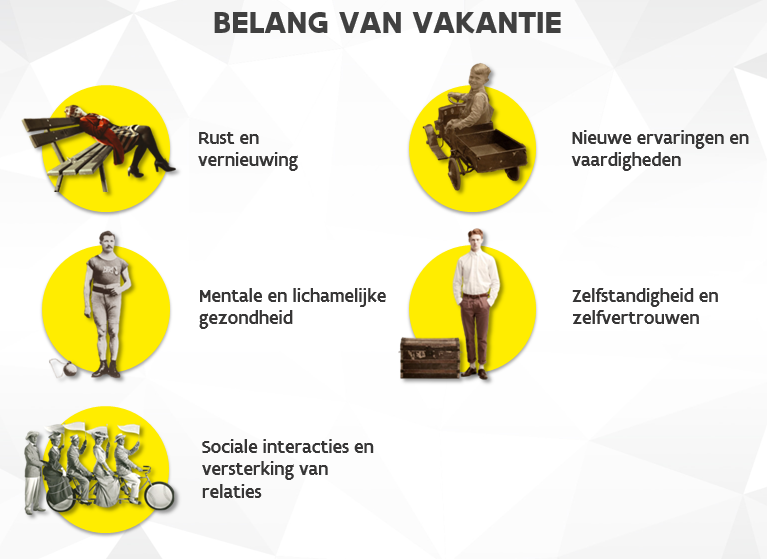 BELANG VAN VAKANTIE
Rust en
vernieuwing
Nieuwe ervaringen en
vaardigheden
Mentale en lichamelijke
gezondheid
Zelfstandigheid en
zelfvertrouwen
Sociale interacties en
versterking van
relaties